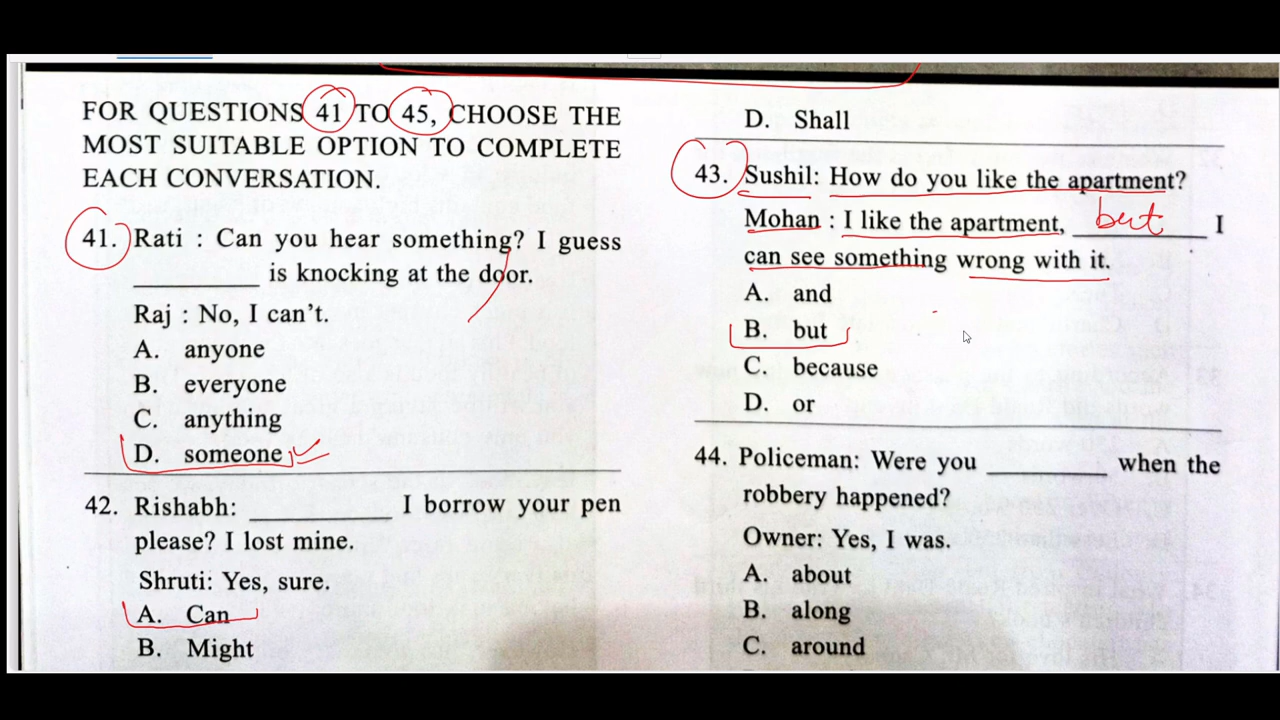 FOR QUESTIONS 41 TO 45, CHOOSE THE
MOST SUITABLE OPTION TO COMPLETE
EACH CONVERSATION.
41. Rati : Can you hear something? I guess
__________ is knocking at the door.
Raj : No, I can't.
A. anyone
B. everyone
C. anything
D. someone
42. Rishabh: __________ I borrow your pen
please? I lost mine.
Shruti: Yes, sure.
A. Can
B. Might
D. Shall
43. Sushil: How do you like the apartment?
Mohan : I like the apartment, but I
can see something wrong with it.
A. and
B. but
C. because
D. or
44. Policeman: Were you __________ when the
robbery happened?
Owner: Yes, I was.
A. about
B. along
C. around